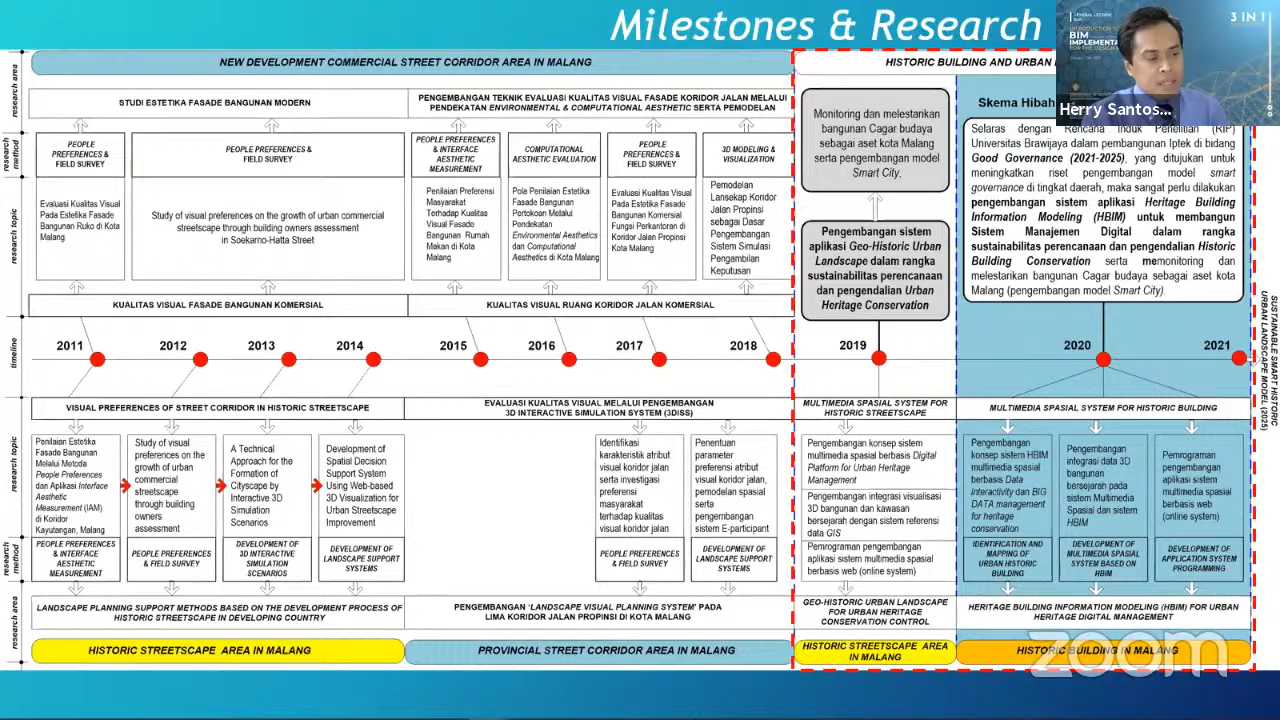 Milestones & Research
GENERAL LECTURE
INTRODUCTION TO
BIM
IMPLEMENTA
FOR THE DESIGN
3 IN 1
Herry Santos...
research area
NEW DEVELOPMENT COMMERCIAL STREET CORRIDOR AREA IN MALANG
HISTORIC BUILDING AND URBAN
STUDI ESTETIKA FASADE BANGUNAN MODERN
PENGEMBANGAN TEKNIK EVALUASI KUALITAS VISUAL FASADE KORIDOR JALAN MELALUI
PENDEKATAN ENVIRONMENTAL & COMPUTATIONAL AESTHETIC SERTA PEMODELAN
research method
PEOPLE
PREFERENCES &
FIELD SURVEY
PEOPLE PREFERENCES &
FIELD SURVEY
PEOPLE PREFERENCES
& INTERFACE
AESTHETIC
MEASUREMENT
COMPUTATIONAL
AESTHETIC EVALUATION
PEOPLE
PREFERENCES &
FIELD SURVEY
3D MODELING &
VISUALIZATION
research topic
Evaluasi Kualitas Visual
Pada Estetika Fasade
Bangunan Ruko di Kota
Malang
Study of visual preferences on the growth of urban commercial
streetscape through building owners assessment
in Soekarno-Hatta Street
Penilaian Preferensi
Masyarakat
Terhadap Kualitas
Visual Fasade
Bangunan Rumah
Makan di Kota
Malang
Pola Penilaian Estetika
Fasade Bangunan
Pertokoan Melalui
Pendekatan
Environmental Aesthetics
dan Computational
Aesthetics di Kota Malang
Evaluasi Kualitas Visual
Pada Estetika Fasade
Bangunan Komersial
Fungsi Perkantoran di
Koridor Jalan Propinsi
Kota Malang
Pemodelan
Lansekap Koridor
Jalan Propinsi
sebagai Dasar
Pengembangan
Sistem Simulasi
Pengambilan
Keputusan
KUALITAS VISUAL FASADE BANGUNAN KOMERSIAL
KUALITAS VISUAL RUANG KORIDOR JALAN KOMERSIAL
Monitoring dan melestarikan
bangunan Cagar budaya
sebagai aset kota Malang
serta pengembangan model
Smart City.
Pengembangan sistem
aplikasi Geo-Historic Urban
Landscape dalam rangka
sustainabilitas perencanaan
dan pengendalian Urban
Heritage Conservation
Skema Hibah
Selaras dengan Rencana Induk Penelitian (RIP)
Universitas Brawijaya dalam pembangunan Iptek di bidang
Good Governance (2021-2025), yang ditujukan untuk
meningkatkan riset pengembangan model smart
governance di tingkat daerah, maka sangat perlu dilakukan
pengembangan sistem aplikasi Heritage Building
Information Modeling (HBIM) untuk membangun
Sistem Manajemen Digital dalam rangka
sustainabilitas perencanaan dan pengendalian Historic
Building Conservation serta memonitoring dan
melestarikan bangunan Cagar budaya sebagai aset kota
Malang (pengembangan model Smart City).
timeline
2011
2012
2013
2014
2015
2016
2017
2018
2019
2020
2021
SUSTAINABLE SMART HISTORIC
URBAN LANDSCAPE MODEL (2025)
VISUAL PREFERENCES OF STREET CORRIDOR IN HISTORIC STREETSCAPE
EVALUASI KUALITAS VISUAL MELALUI PENGEMBANGAN
3D INTERACTIVE SIMULATION SYSTEM (3DISS)
MULTIMEDIA SPASIAL SYSTEM FOR
HISTORIC STREETSCAPE
MULTIMEDIA SPASIAL SYSTEM FOR HISTORIC BUILDING
research topic
Penilaian Estetika
Fasade Bangunan
Melalui Metoda
People Preferences
dan Aplikasi Interface
Aesthetic
Measurement (IAM)
di Koridor
Kayutangan, Malang
Study of visual
preferences on the
growth of urban
commercial
streetscape
through building
owners
assessment
A Technical
Approach for the
Formation of
Cityscape by
Interactive 3D
Simulation
Scenarios
Development of
Spatial Decision
Support System
Using Web-based
3D Visualization for
Urban Streetscape
Improvement
Identifikasi
karakteristik atribut
visual koridor jalan
serta investigasi
preferensi
masyarakat
terhadap kualitas
visual koridor jalan
Penentuan
parameter
preferensi atribut
visual koridor jalan,
pemodelan spasial
serta
pengembangan
sistem E-participant
Pengembangan konsep sistem
multimedia spasial berbasis Digital
Platform for Urban Heritage
Management
Pengembangan integrasi visualisasi
3D bangunan dan kawasan
bersejarah dengan sistem referensi
data GIS
Pemrograman pengembangan
aplikasi sistem multimedia spasial
berbasis web (online system)
Pengembangan
konsep sistem HBIM
multimedia spasial
berbasis Data
interactivity dan BIG
DATA management
for heritage
conservation
Pengembangan
integrasi data 3D
bangunan
bersejarah pada
sistem Multimedia
Spasial dan sistem
HBIM
Pemrograman
pengembangan
aplikasi sistem
multimedia spasial
berbasis web
(online system)
research method
PEOPLE PREFERENCES
& INTERFACE AESTHETIC
MEASUREMENT
PEOPLE PREFERENCES
& FIELD SURVEY
DEVELOPMENT OF
3D INTERACTIVE
SIMULATION
SCENARIOS
DEVELOPMENT OF
LANDSCAPE SUPPORT
SYSTEMS
PEOPLE PREFERENCES
& FIELD SURVEY
DEVELOPMENT OF
LANDSCAPE SUPPORT
SYSTEMS
IDENTIFICATION AND
MAPPING OF
URBAN HISTORIC
BUILDING
DEVELOPMENT OF
MULTIMEDIA SPASIAL
SYSTEM BASED ON
HBIM
DEVELOPMENT OF
APPLICATION SYSTEM
PROGRAMMING
research area
LANDSCAPE PLANNING SUPPORT METHODS BASED ON THE DEVELOPMENT PROCESS OF
HISTORIC STREETSCAPE IN DEVELOPING COUNTRY
PENGEMBANGAN 'LANDSCAPE VISUAL PLANNING SYSTEM' PADA
LIMA KORIDOR JALAN PROPINSI DI KOTA MALANG
GEO-HISTORIC URBAN LANDSCAPE
FOR URBAN HERITAGE
CONSERVATION CONTROL
HERITAGE BUILDING INFORMATION MODELING (HBIM) FOR URBAN
HERITAGE DIGITAL MANAGEMENT
HISTORIC STREETSCAPE AREA IN MALANG
PROVINCIAL STREET CORRIDOR AREA IN MALANG
HISTORIC STREETSCAPE AREA
IN MALANG
HISTORIC BUILDING IN MALANG
zoom